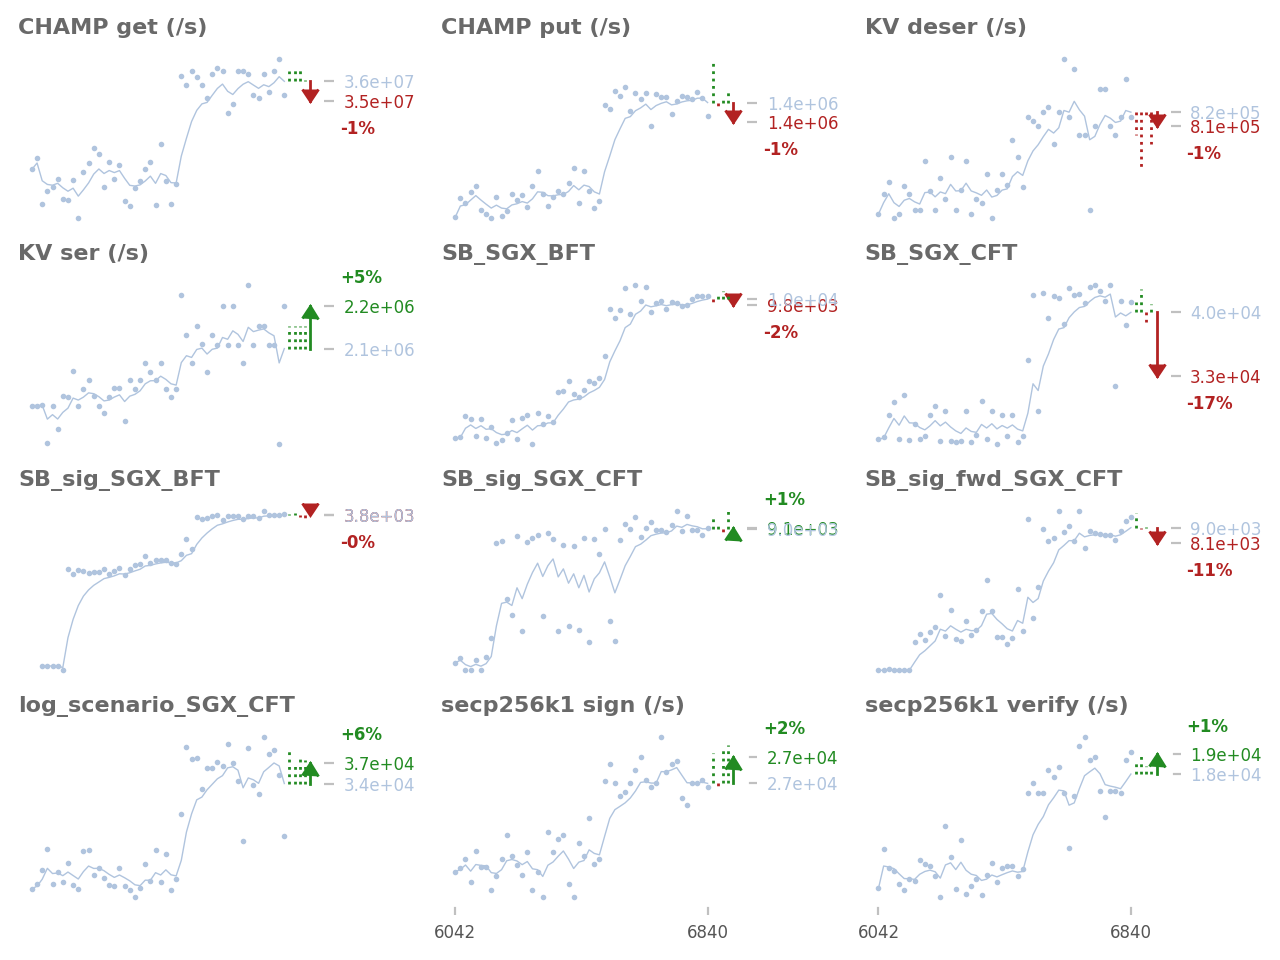 CHAMP get (/s)
3.6e+07
3.5e+07
-1%
CHAMP put (/s)
1.4e+06
1.4e+06
-1%
KV deser (/s)
8.2e+05
8.1e+05
-1%
KV ser (/s)
+5%
2.2e+06
2.1e+06
SB_SGX_BFT
1.0e+04
9.8e+03
-2%
SB_SGX_CFT
4.0e+04
3.3e+04
-17%
SB_sig_SGX_BFT
3.8e+03
-0%
SB_sig_SGX_CFT
+1%
9.1e+03
SB_sig_fwd_SGX_CFT
9.0e+03
8.1e+03
-11%
log_scenario_SGX_CFT
+6%
3.7e+04
3.4e+04
secp256k1 sign (/s)
+2%
2.7e+04
2.7e+04
secp256k1 verify (/s)
+1%
1.9e+04
1.8e+04
6042
6840
6042
6840